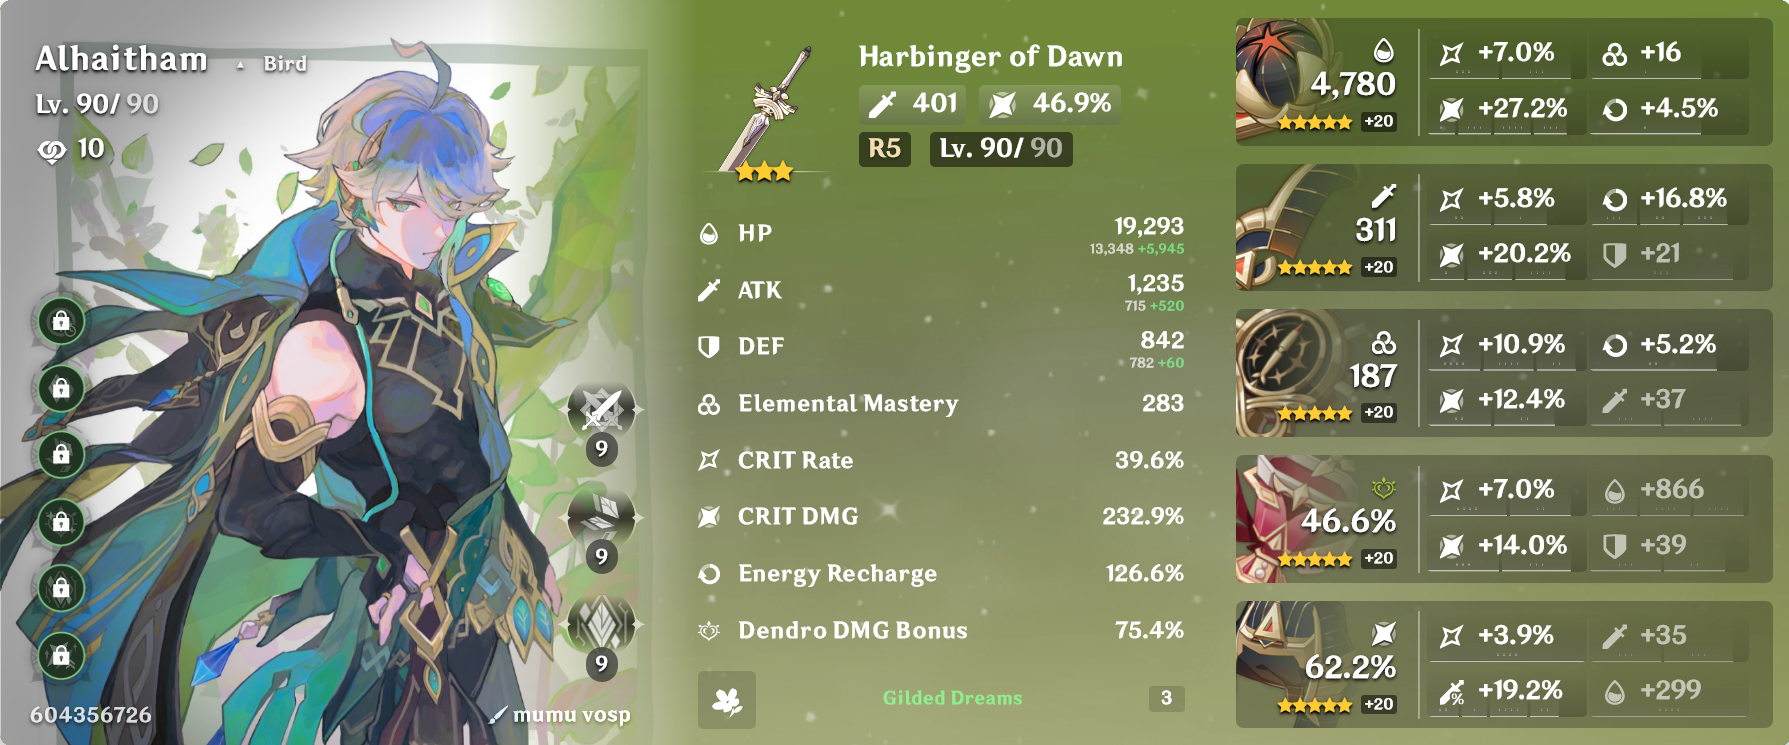 Alhaitham ▲ Bird
Lv. 90/ 90
10
9
9
9
604356726
mumu vosp
Harbinger of Dawn
401 46.9%
R5 Lv. 90/ 90
HP 19,293
13,348 +5,945
ATK 1,235
715 +520
DEF 842
782 +60
Elemental Mastery 283
CRIT Rate 39.6%
CRIT DMG 232.9%
Energy Recharge 126.6%
Dendro DMG Bonus 75.4%
Gilded Dreams 3
4,780
+20
+7.0% +16
+27.2% +4.5%
311
+20
+5.8% +16.8%
+20.2% +21
187
+20
+10.9% +5.2%
+12.4% +37
46.6%
+20
+7.0% +866
+14.0% +39
62.2%
+20
+3.9% +35
% +19.2% +299